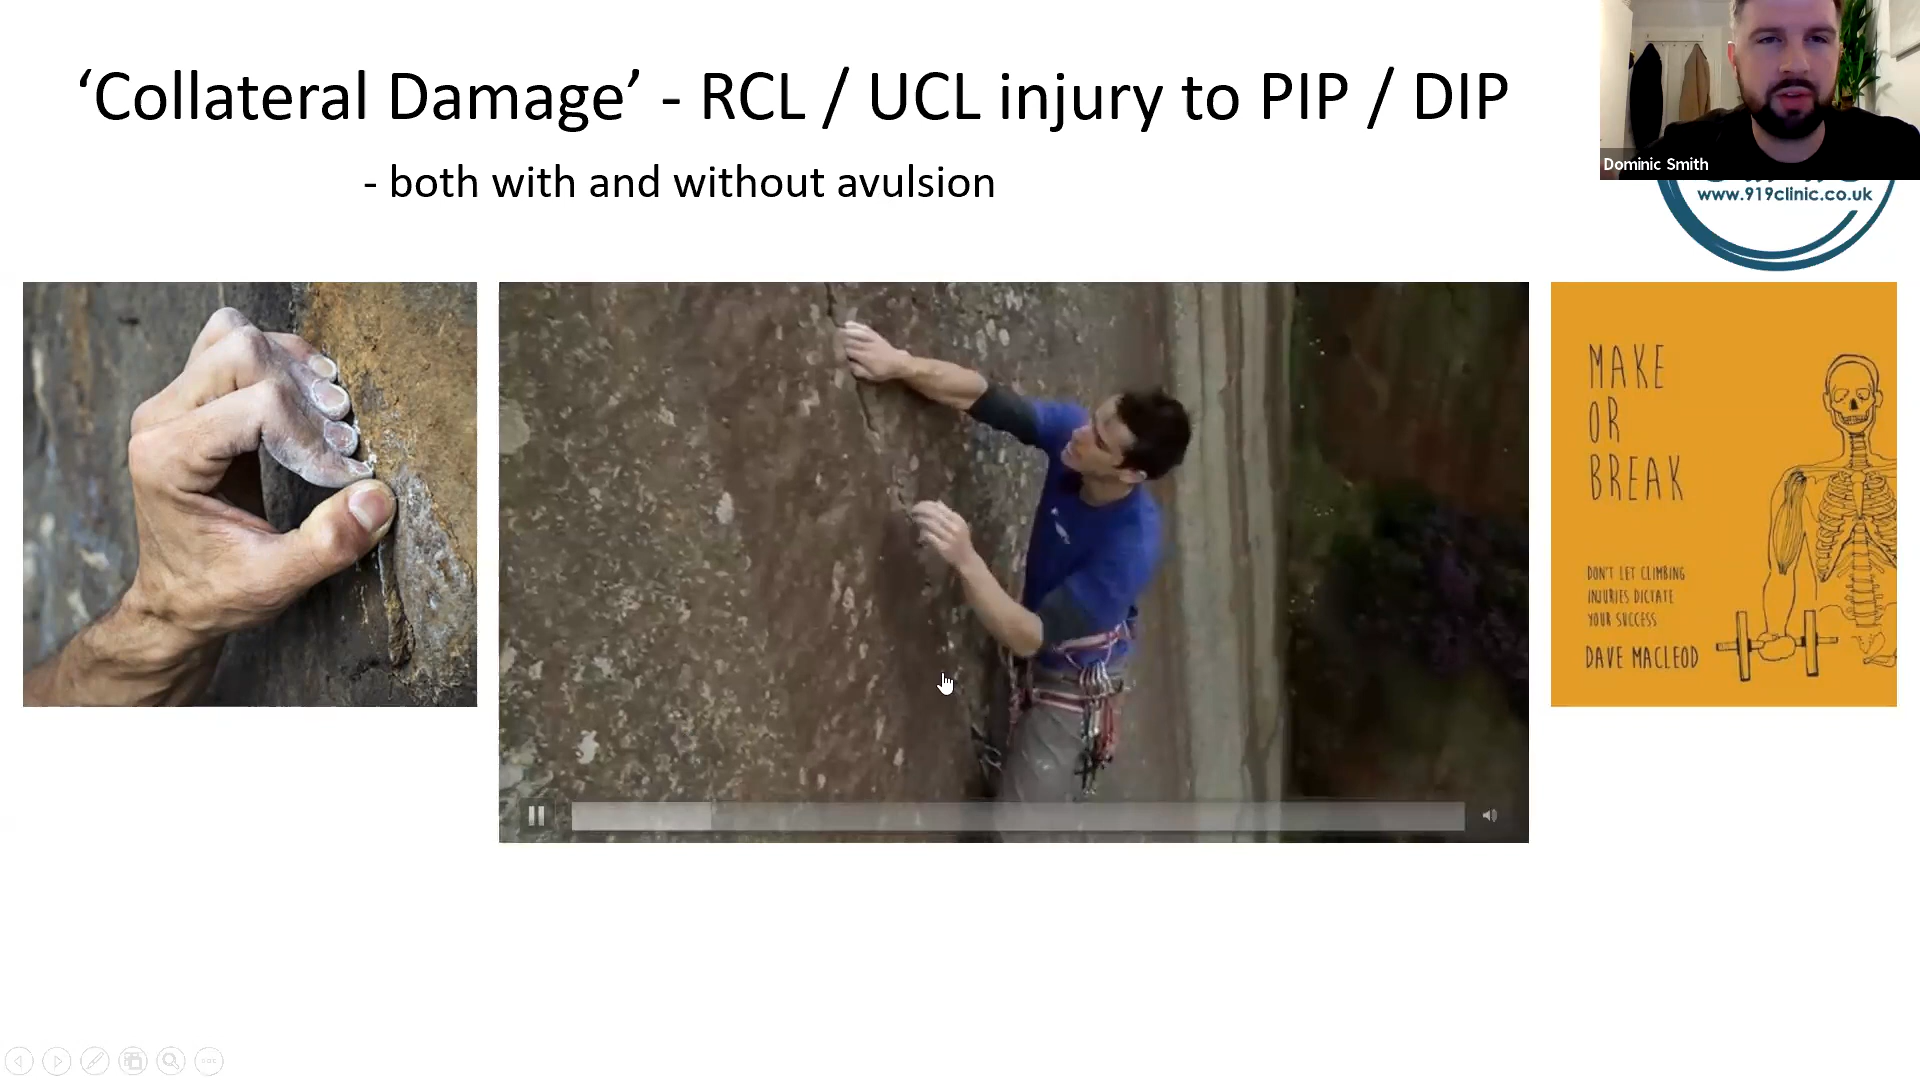 ‘Collateral Damage’ - RCL / UCL injury to PIP / DIP
- both with and without avulsion
Dominic Smith
www.919clinic.co.uk
MAKE
OR
BREAK
DON'T LET CLIMBING
INJURIES DICTATE
YOUR SUCCESS
DAVE MACLEOD